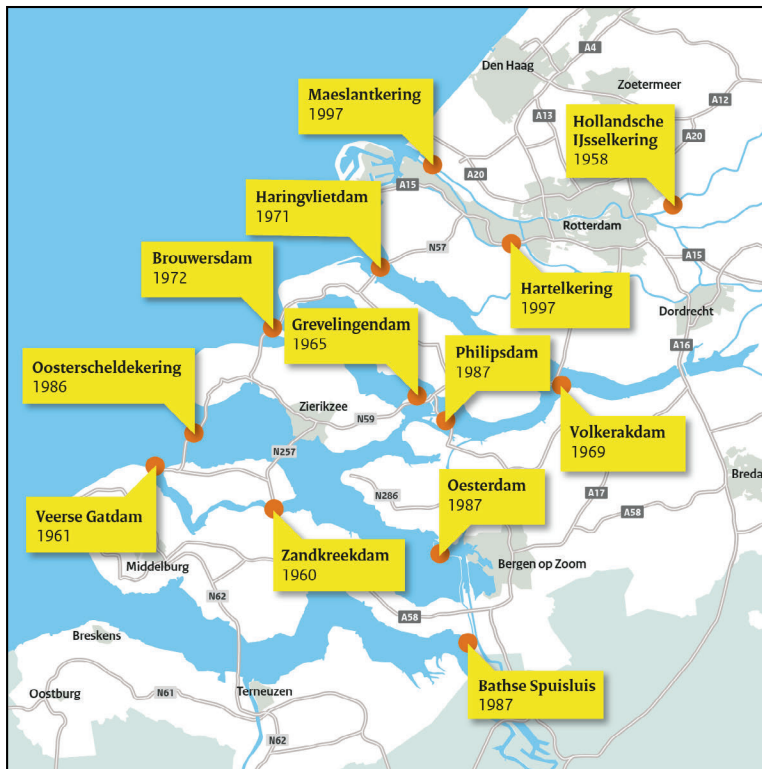 A4
Den Haag
Zoetermeer
Maeslantkering
1997
A12
A13
Hollandsche
IJsselkering
1958
A20
A20
A15
Haringvlietdam
1971
Rotterdam
N57
A15
Brouwersdam
1972
Hartelkering
1997
Dordrecht
Grevelingendam
1965
A16
Philipsdam
1987
Oosterscheldekering
1986
Zierikzee
N59
Volkerakdam
1969
N257
Breda
Oesterdam
1987
N286
A17
A58
Veerse Gatdam
1961
Zandkreekdam
1960
Middelburg
Bergen op Zoom
N62
A58
Breskens
Bathse Spuisluis
1987
Oostburg
N61
Terneuzen
N62